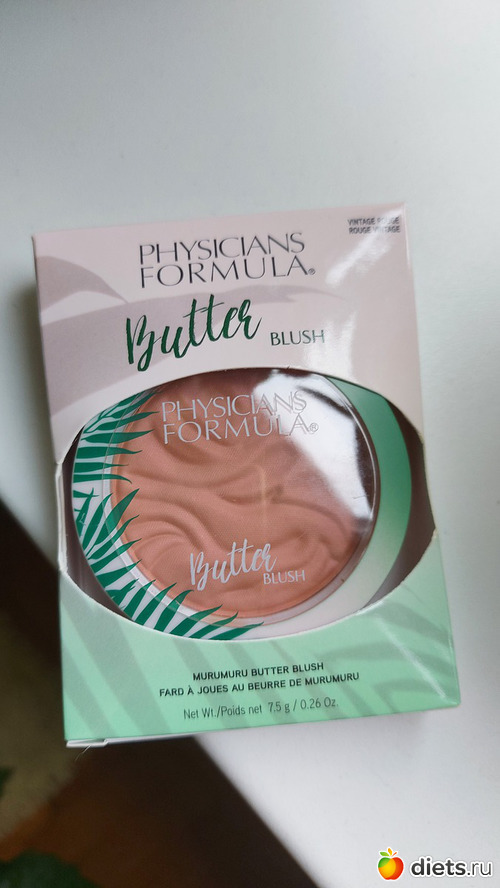 VINTAGE ROUGE
ROUGE VINTAGE
PHYSICIANS
FORMULA®
Butter BLUSH
PHYSICIANS
FORMULA®
Butter
BLUSH
MURUMURU BUTTER BLUSH
FARD À JOUES AU BEURRE DE MURUMURU
Net Wt./Poids net 7.5 g / 0.26 Oz.
diets.ru